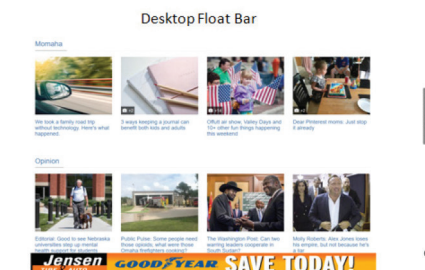 Desktop Float Bar
Momaha
We took a family road trip without technology. Here's what happened.
3 ways keeping a journal can benefit both kids and adults
Offutt air show, Valley Days and 10+ other fun things happening this weekend
Dear Pinterest moms: Just stop it already
Opinion
Editorial: Good to see Nebraska universities step up mental health support for students
Public Pulse: Some people need those opioids; what were those Omaha firefighters cooking?
The Washington Post: Can two warring leaders cooperate in South Sudan?
Molly Roberts: Alex Jones loves his empire, but not because he's
Jensen
TIRE & AUTO
GOODYEAR
SAVE TODAY!